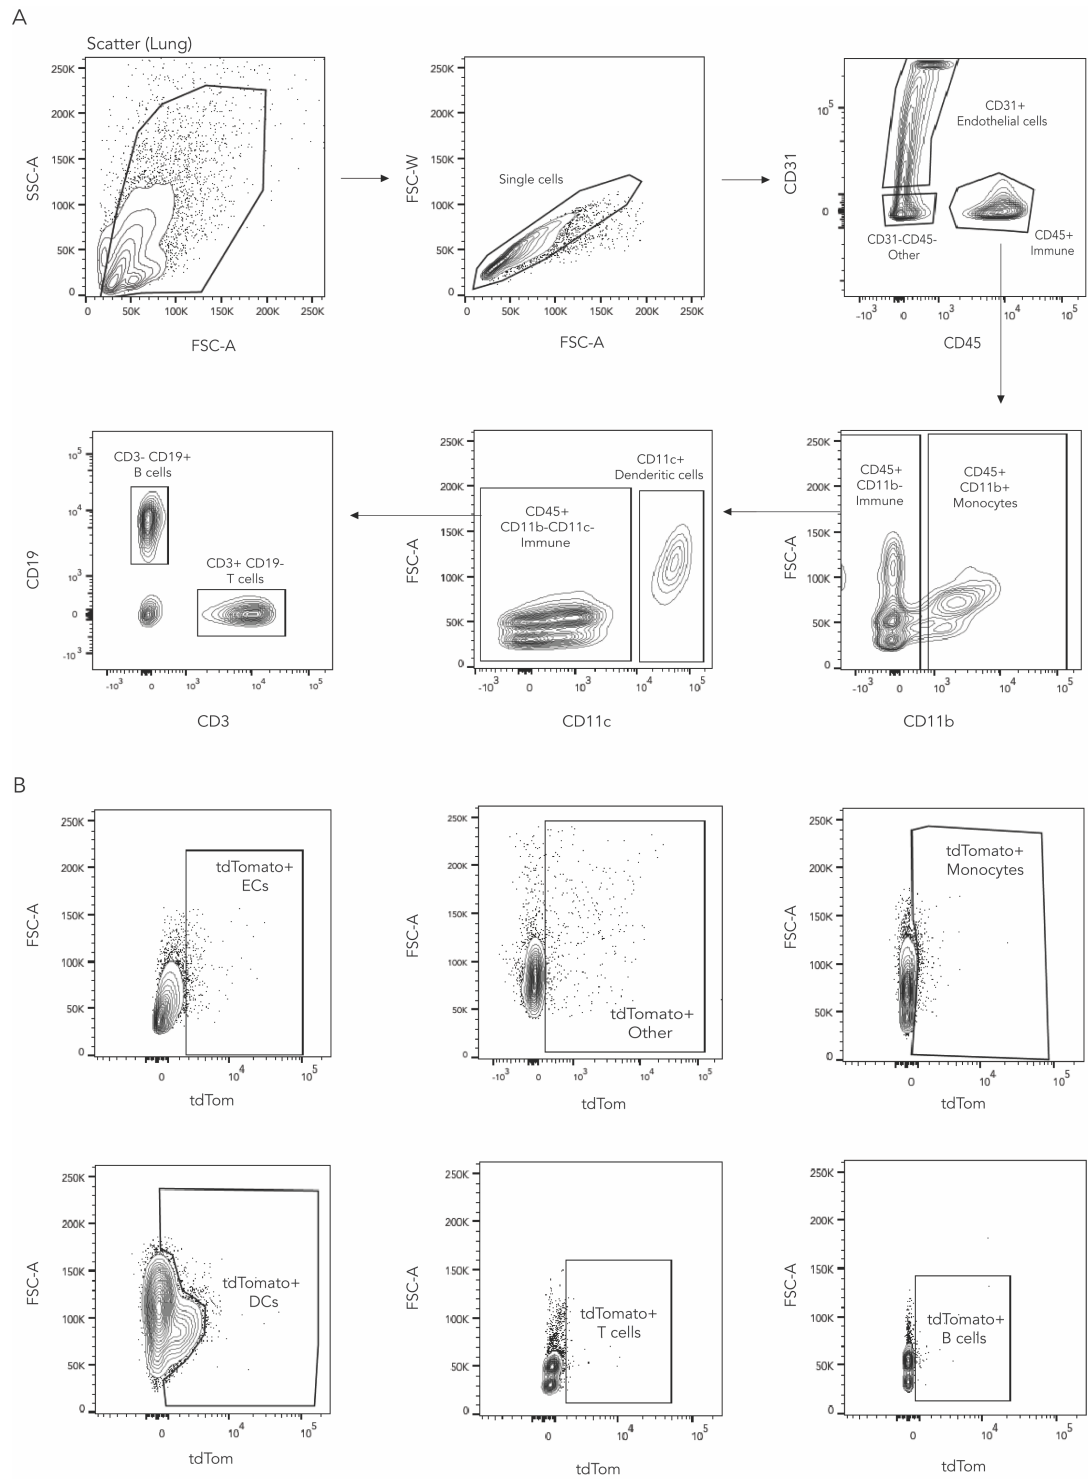 A
Scatter (Lung)
250K
200K
150K
100K
50K
0
SSC-A
0 50K 100K 150K 200K 250K
FSC-A
250K
200K
150K
100K
50K
0
FSC-W
Single cells
0 50K 100K 150K 200K 250K
FSC-A
10^5
0
CD31
CD31+
Endothelial cells
CD31-CD45-
Other
CD45+
Immune
-10^3 0 10^3 10^4 10^5
CD45
10^5
10^4
10^3
0
-10^3
CD19
CD3- CD19+
B cells
CD3+ CD19-
T cells
-10^3 0 10^4 10^5
CD3
250K
200K
150K
100K
50K
0
FSC-A
CD11c+
Denderitic cells
CD45+
CD11b-CD11c-
Immune
-10^3 0 10^3 10^4 10^5
CD11c
250K
200K
150K
100K
50K
0
FSC-A
CD45+
CD11b-
Immune
CD45+
CD11b+
Monocytes
-10^3 0 10^3 10^4 10^5
CD11b
B
250K
200K
150K
100K
50K
0
FSC-A
tdTomato+
ECs
0 10^4 10^5
tdTom
250K
200K
150K
100K
50K
0
FSC-A
tdTomato+
Other
-10^3 0 10^3 10^4 10^5
tdTom
250K
200K
150K
100K
50K
0
FSC-A
tdTomato+
Monocytes
0 10^4 10^5
tdTom
250K
200K
150K
100K
50K
0
FSC-A
tdTomato+
DCs
0 10^4 10^5
tdTom
250K
200K
150K
100K
50K
0
FSC-A
tdTomato+
T cells
0 10^4 10^5
tdTom
250K
200K
150K
100K
50K
0
FSC-A
tdTomato+
B cells
0 10^4 10^5
tdTom